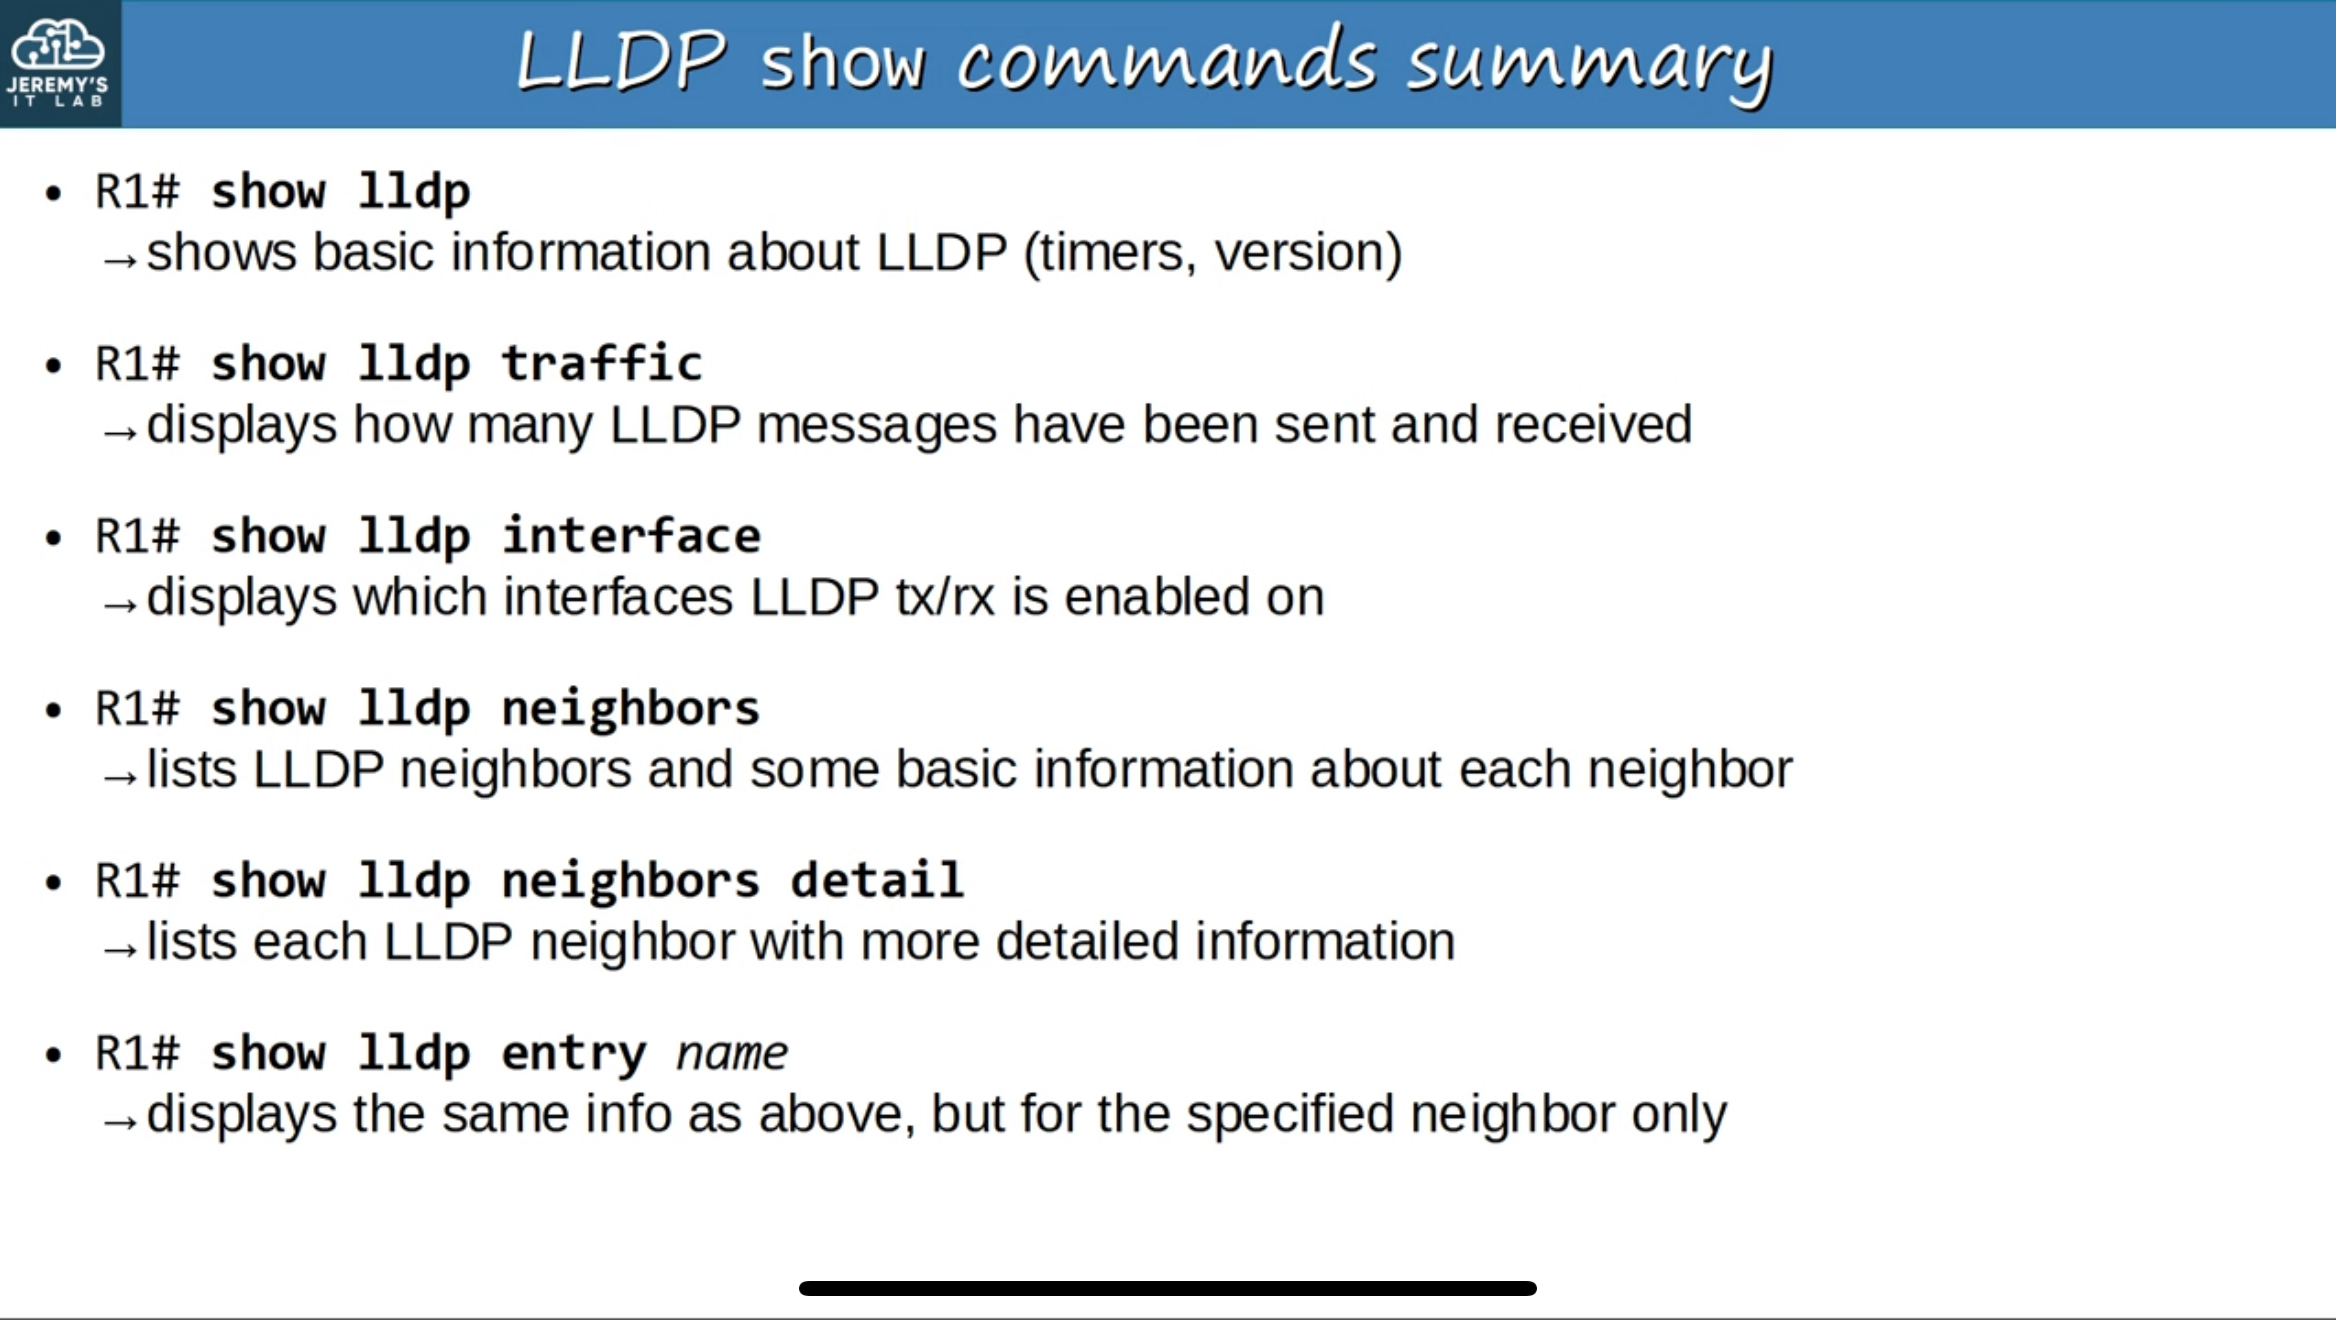 JEREMY'S
IT LAB
LLDP show commands summary
• R1# show lldp
→shows basic information about LLDP (timers, version)
• R1# show lldp traffic
→displays how many LLDP messages have been sent and received
• R1# show lldp interface
→displays which interfaces LLDP tx/rx is enabled on
• R1# show lldp neighbors
→lists LLDP neighbors and some basic information about each neighbor
• R1# show lldp neighbors detail
→lists each LLDP neighbor with more detailed information
• R1# show lldp entry name
→displays the same info as above, but for the specified neighbor only